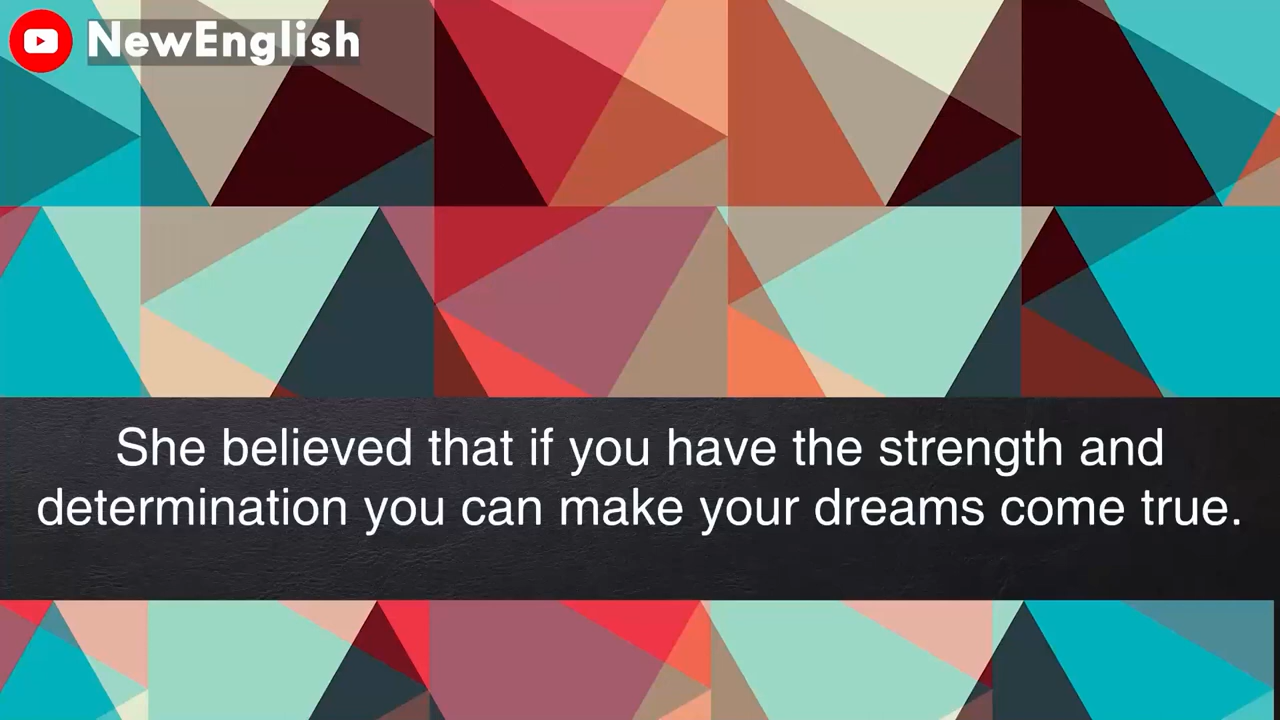 NewEnglish
She believed that if you have the strength and
determination you can make your dreams come true.